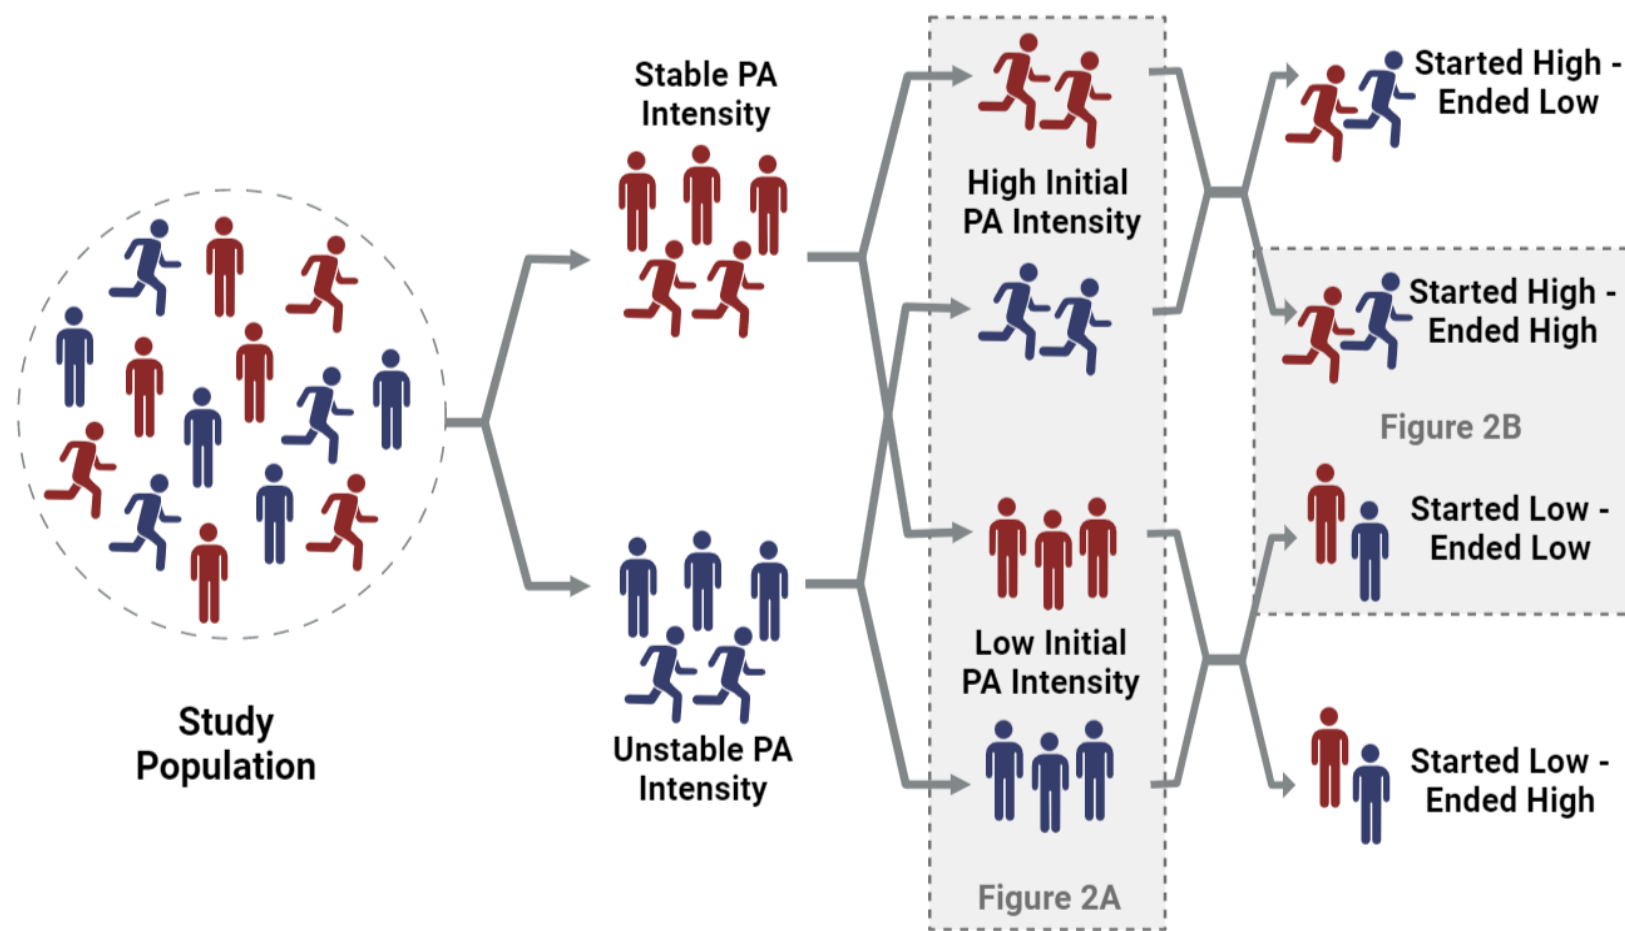 Study
Population
Stable PA
Intensity
Unstable PA
Intensity
High Initial
PA Intensity
Low Initial
PA Intensity
Figure 2A
Started High -
Ended Low
Started High -
Ended High
Figure 2B
Started Low -
Ended Low
Started Low -
Ended High